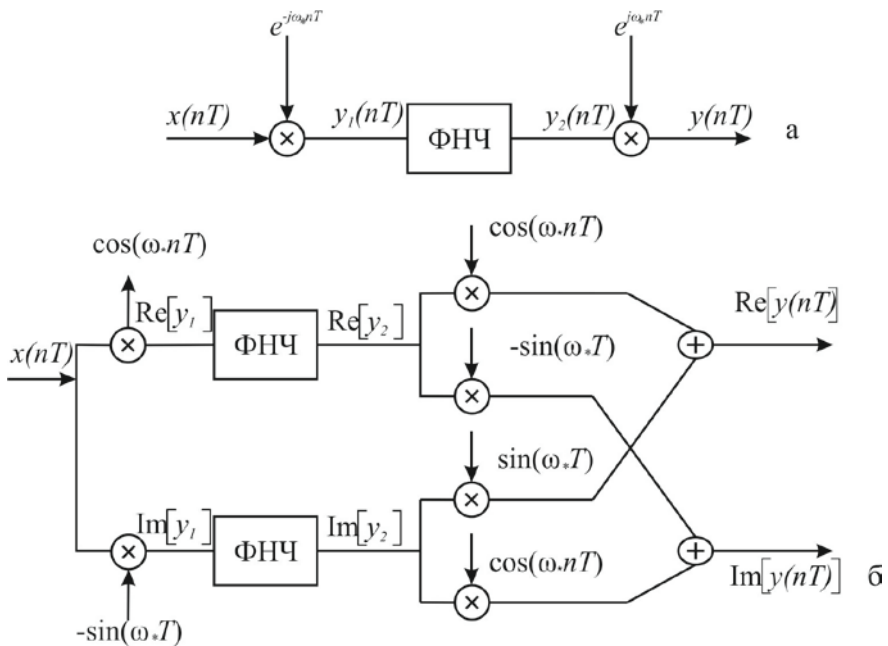 e^{-jω*nT} e^{jω*nT}
x(nT) y₁(nT) ФНЧ y₂(nT) y(nT) а
× ×
cos(ω*nT) cos(ω*nT)
x(nT) × Re[y₁] ФНЧ Re[y₂] × + Re[y(nT)]
-sin(ω*T)
×
sin(ω*T)
×
× Im[y₁] ФНЧ Im[y₂] cos(ω*nT) + Im[y(nT)] б
×
-sin(ω*T)